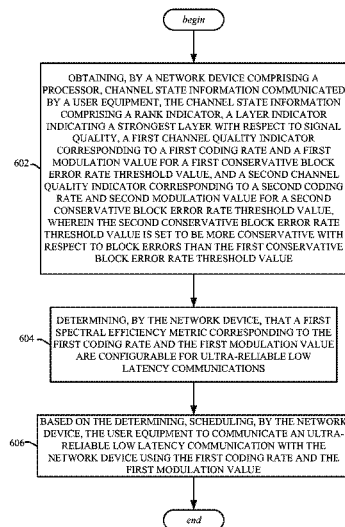 begin
602
OBTAINING, BY A NETWORK DEVICE COMPRISING A
PROCESSOR, CHANNEL STATE INFORMATION COMMUNICATED
BY A USER EQUIPMENT, THE CHANNEL STATE INFORMATION
COMPRISING A RANK INDICATOR, A LAYER INDICATOR
INDICATING A STRONGEST LAYER WITH RESPECT TO SIGNAL
QUALITY, A FIRST CHANNEL QUALITY INDICATOR
CORRESPONDING TO A FIRST CODING RATE AND A FIRST
MODULATION VALUE FOR A FIRST CONSERVATIVE BLOCK
ERROR RATE THRESHOLD VALUE, AND A SECOND CHANNEL
QUALITY INDICATOR CORRESPONDING TO A SECOND CODING
RATE AND SECOND MODULATION VALUE FOR A SECOND
CONSERVATIVE BLOCK ERROR RATE THRESHOLD VALUE,
WHEREIN THE SECOND CONSERVATIVE BLOCK ERROR RATE
THRESHOLD VALUE IS SET TO BE MORE CONSERVATIVE WITH
RESPECT TO BLOCK ERRORS THAN THE FIRST CONSERVATIVE
BLOCK ERROR RATE THRESHOLD VALUE
604
DETERMINING, BY THE NETWORK DEVICE, THAT A FIRST
SPECTRAL EFFICIENCY METRIC CORRESPONDING TO THE
FIRST CODING RATE AND THE FIRST MODULATION VALUE
ARE CONFIGURABLE FOR ULTRA-RELIABLE LOW
LATENCY COMMUNICATIONS
606
BASED ON THE DETERMINING, SCHEDULING, BY THE NETWORK
DEVICE, THE USER EQUIPMENT TO COMMUNICATE AN ULTRA-
RELIABLE LOW LATENCY COMMUNICATION WITH THE
NETWORK DEVICE USING THE FIRST CODING RATE AND THE
FIRST MODULATION VALUE
end